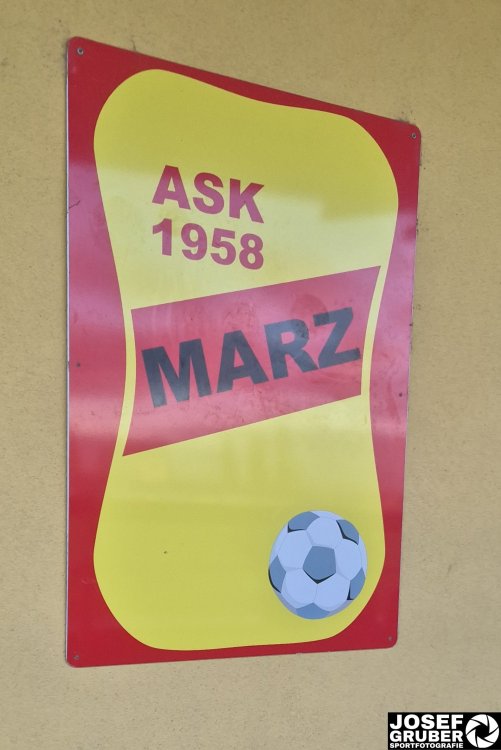 ASK
1958
MARZ
JOSEF
GRUBER
SPORTFOTOGRAFIE